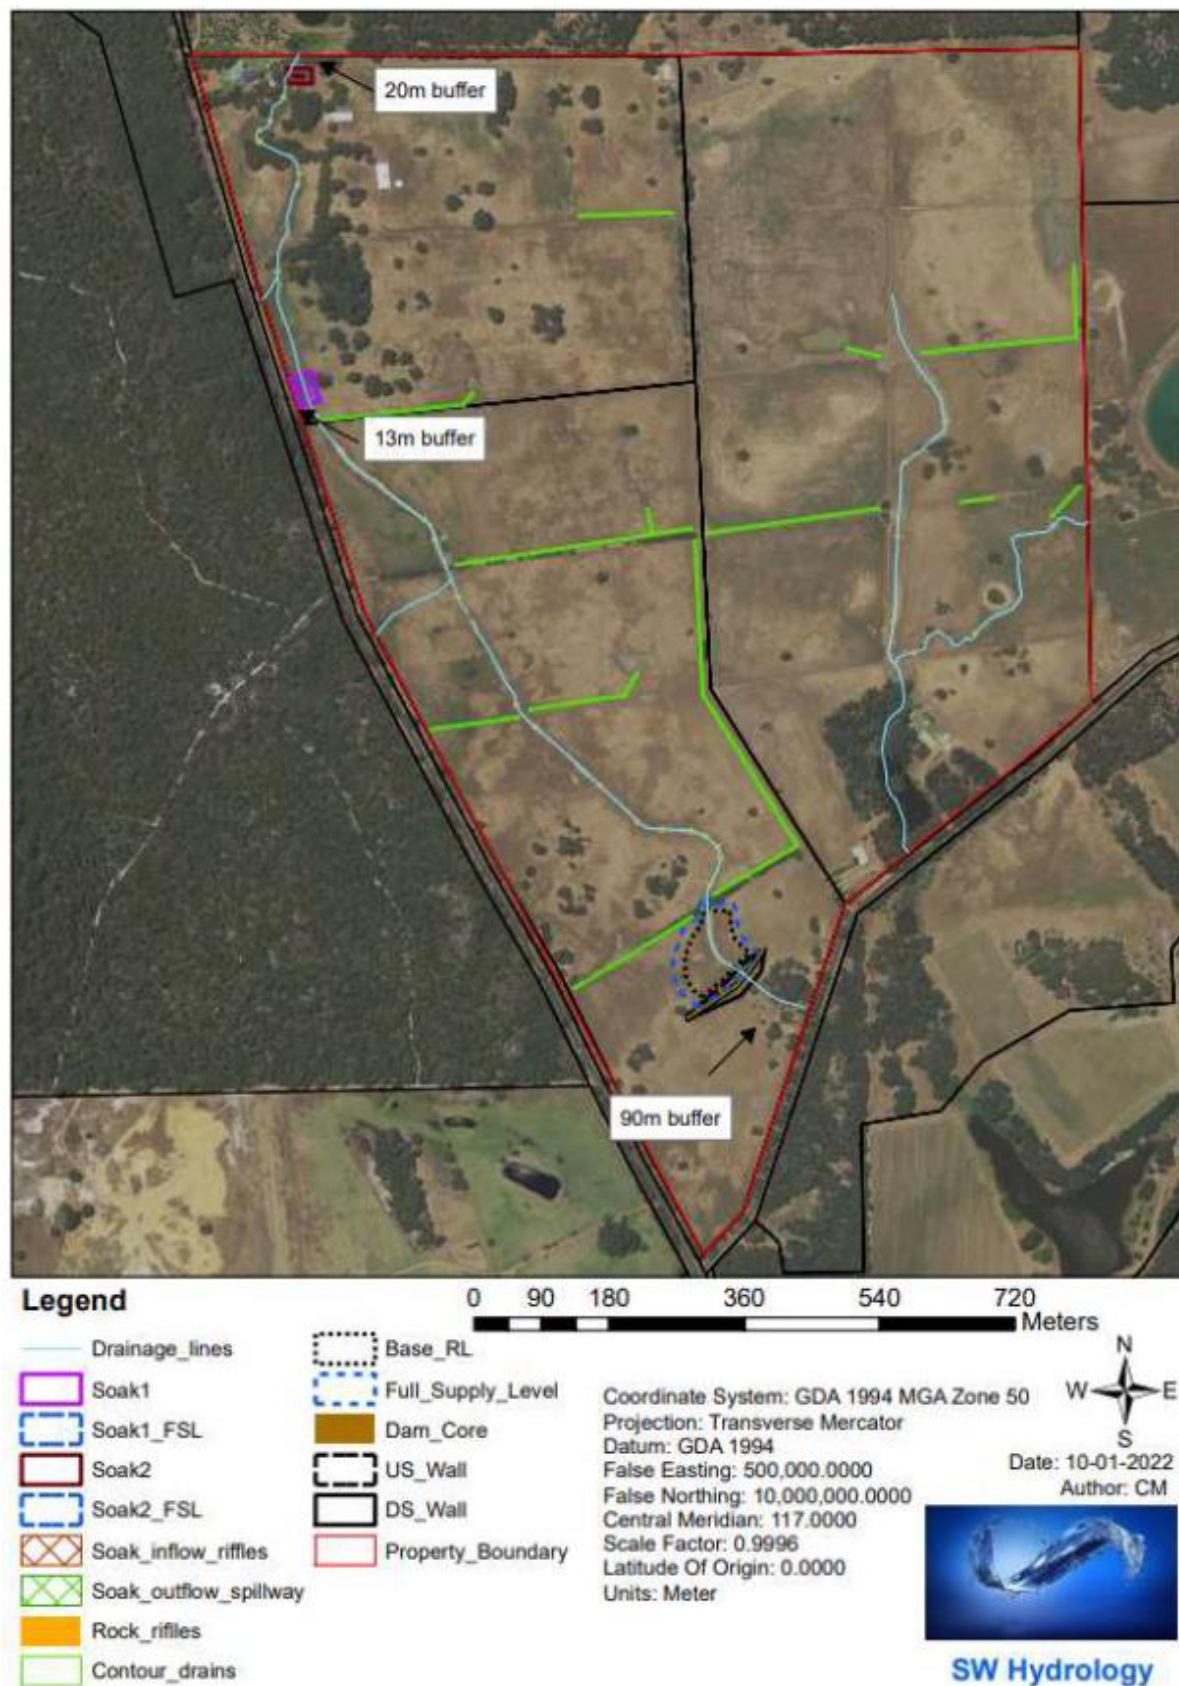 20m buffer
13m buffer
90m buffer
Legend
Drainage_lines
Soak1
Soak1_FSL
Soak2
Soak2_FSL
Soak_inflow_riffles
Soak_outflow_spillway
Rock_rifiles
Contour_drains
Base_RL
Full_Supply_Level
Dam_Core
US_Wall
DS_Wall
Property_Boundary
0 90 180 360 540 720
Meters
Coordinate System: GDA 1994 MGA Zone 50
Projection: Transverse Mercator
Datum: GDA 1994
False Easting: 500,000.0000
False Northing: 10,000,000.0000
Central Meridian: 117.0000
Scale Factor: 0.9996
Latitude Of Origin: 0.0000
Units: Meter
N
W E
S
Date: 10-01-2022
Author: CM
SW Hydrology